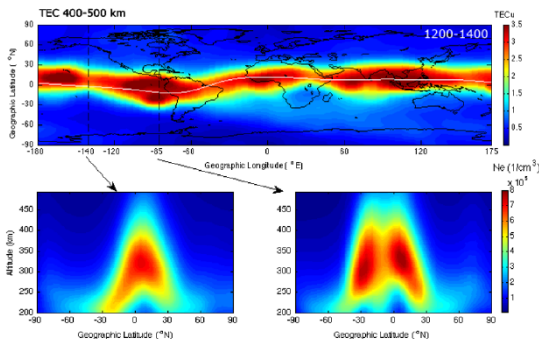 TEC 400-500 km
1200-1400
TECu
Geographic Latitude ( °N)
90
60
30
0
-30
-60
-90
-180 -140 -120 -85 -60 0 50 120 175
Geographic Longitude ( °E)
3.5
2.5
1.5
0.5
Ne (1/cm³)
x 10⁵
Altitude (km)
450
400
350
300
250
200
-90 -60 -30 0 30 60 90
Geographic Latitude ( °N)
450
400
350
300
250
200
-90 -60 -30 0 30 60 90
Geographic Latitude ( °N)
8
7
6
5
4
3
2
1